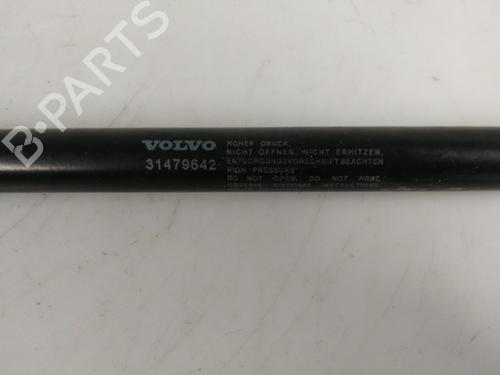 VOLVO
31479642
HOHER DRUCK,
NICHT ÖFFNEN, NICHT ERHITZEN,
ENTSORGUNGSVORSCHRIFT BEACHTEN
HIGH PRESSURE
DO NOT OPEN. DO NOT HEAT,
INSTRUCTIONS
B-PARTS